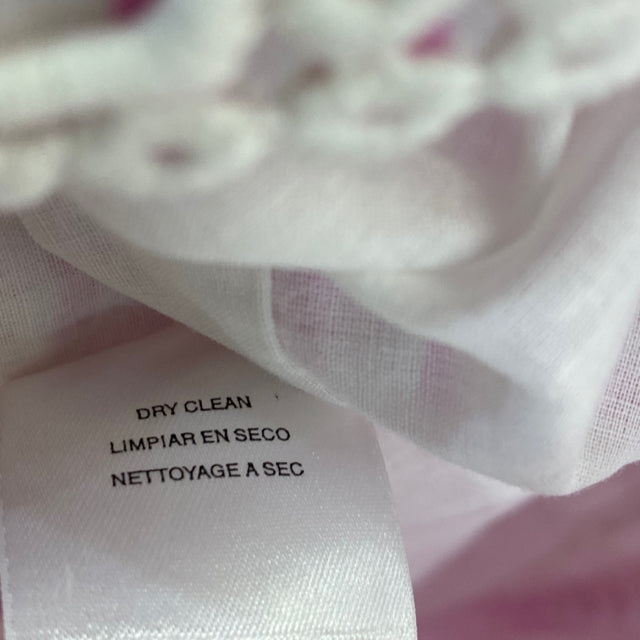 DRY CLEAN
LIMPIAR EN SECO
NETTOYAGE A SEC